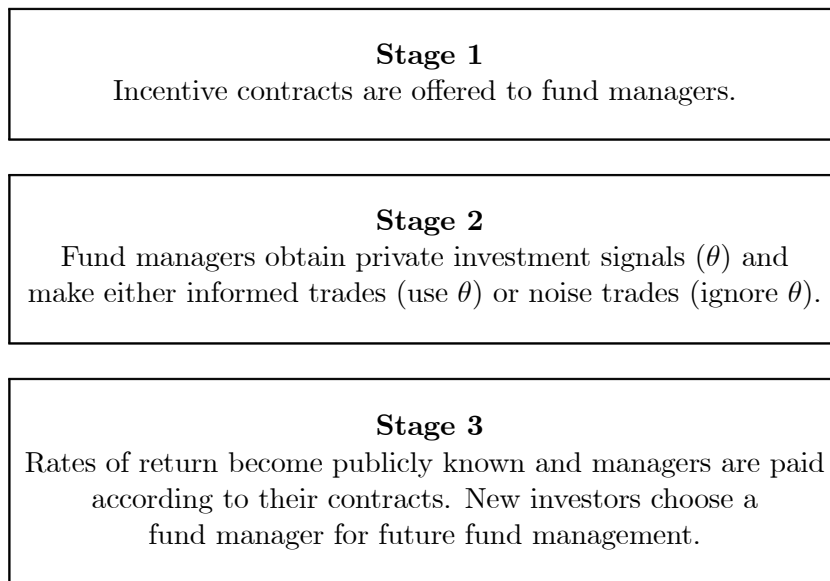 Stage 1
Incentive contracts are offered to fund managers.
Stage 2
Fund managers obtain private investment signals (θ) and
make either informed trades (use θ) or noise trades (ignore θ).
Stage 3
Rates of return become publicly known and managers are paid
according to their contracts. New investors choose a
fund manager for future fund management.